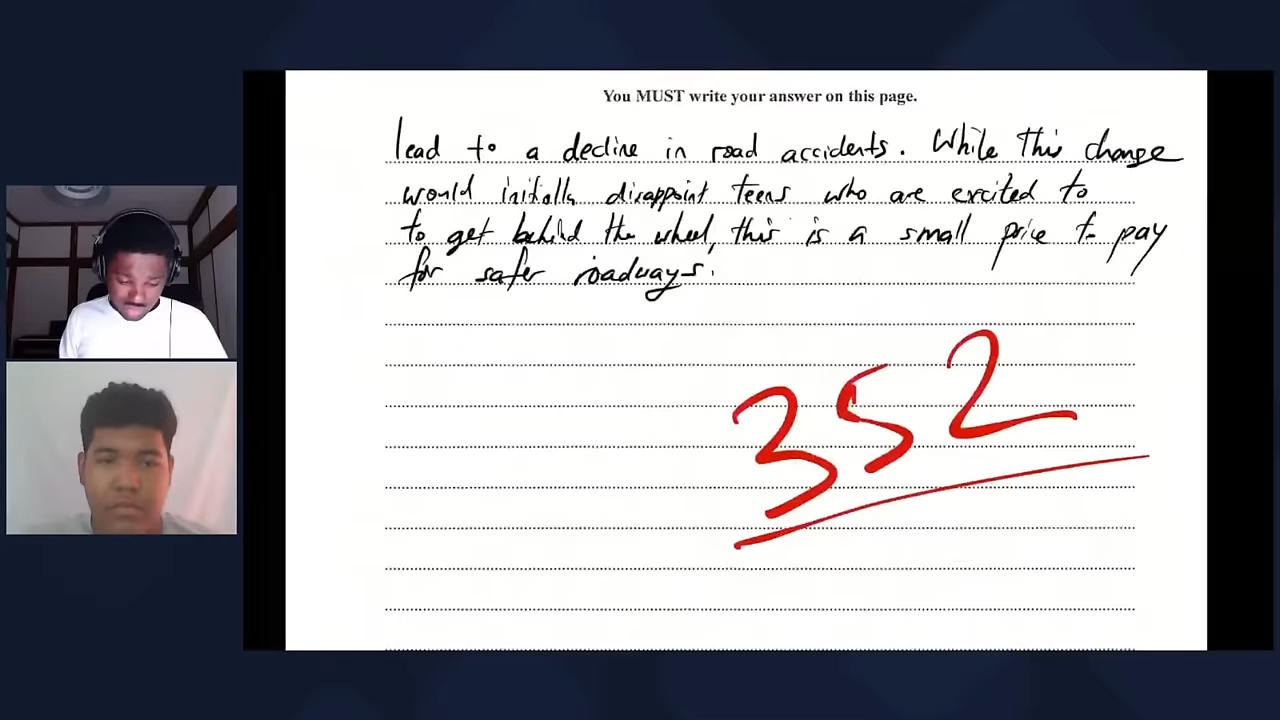 You MUST write your answer on this page.
lead to a decline in road accidents. While this change
would initially disappoint teens who are excited to
to get behind the wheel, this is a small price to pay
for safer roadways.
352